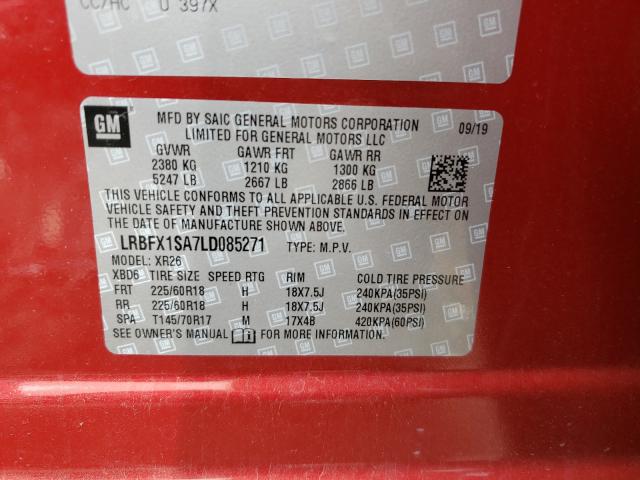 CC/HC U 397X
GM
MFD BY SAIC GENERAL MOTORS CORPORATION
LIMITED FOR GENERAL MOTORS LLC
09/19
GVWR GAWR FRT GAWR RR
2380 KG 1210 KG 1300 KG
5247 LB 2667 LB 2866 LB
THIS VEHICLE CONFORMS TO ALL APPLICABLE U.S. FEDERAL MOTOR
VEHICLE SAFETY AND THEFT PREVENTION STANDARDS IN EFFECT ON
THE DATE OF MANUFACTURE SHOWN ABOVE.
LRBFX1SA7LD085271 TYPE: M.P.V.
MODEL: XR26
XBD6 TIRE SIZE SPEED RTG RIM COLD TIRE PRESSURE
FRT 225/60R18 H 18X7.5J 240KPA(35PSI)
RR 225/60R18 H 18X7.5J 240KPA(35PSI)
SPA T145/70R17 M 17X4B 420KPA(60PSI)
SEE OWNER'S MANUAL FOR MORE INFORMATION.